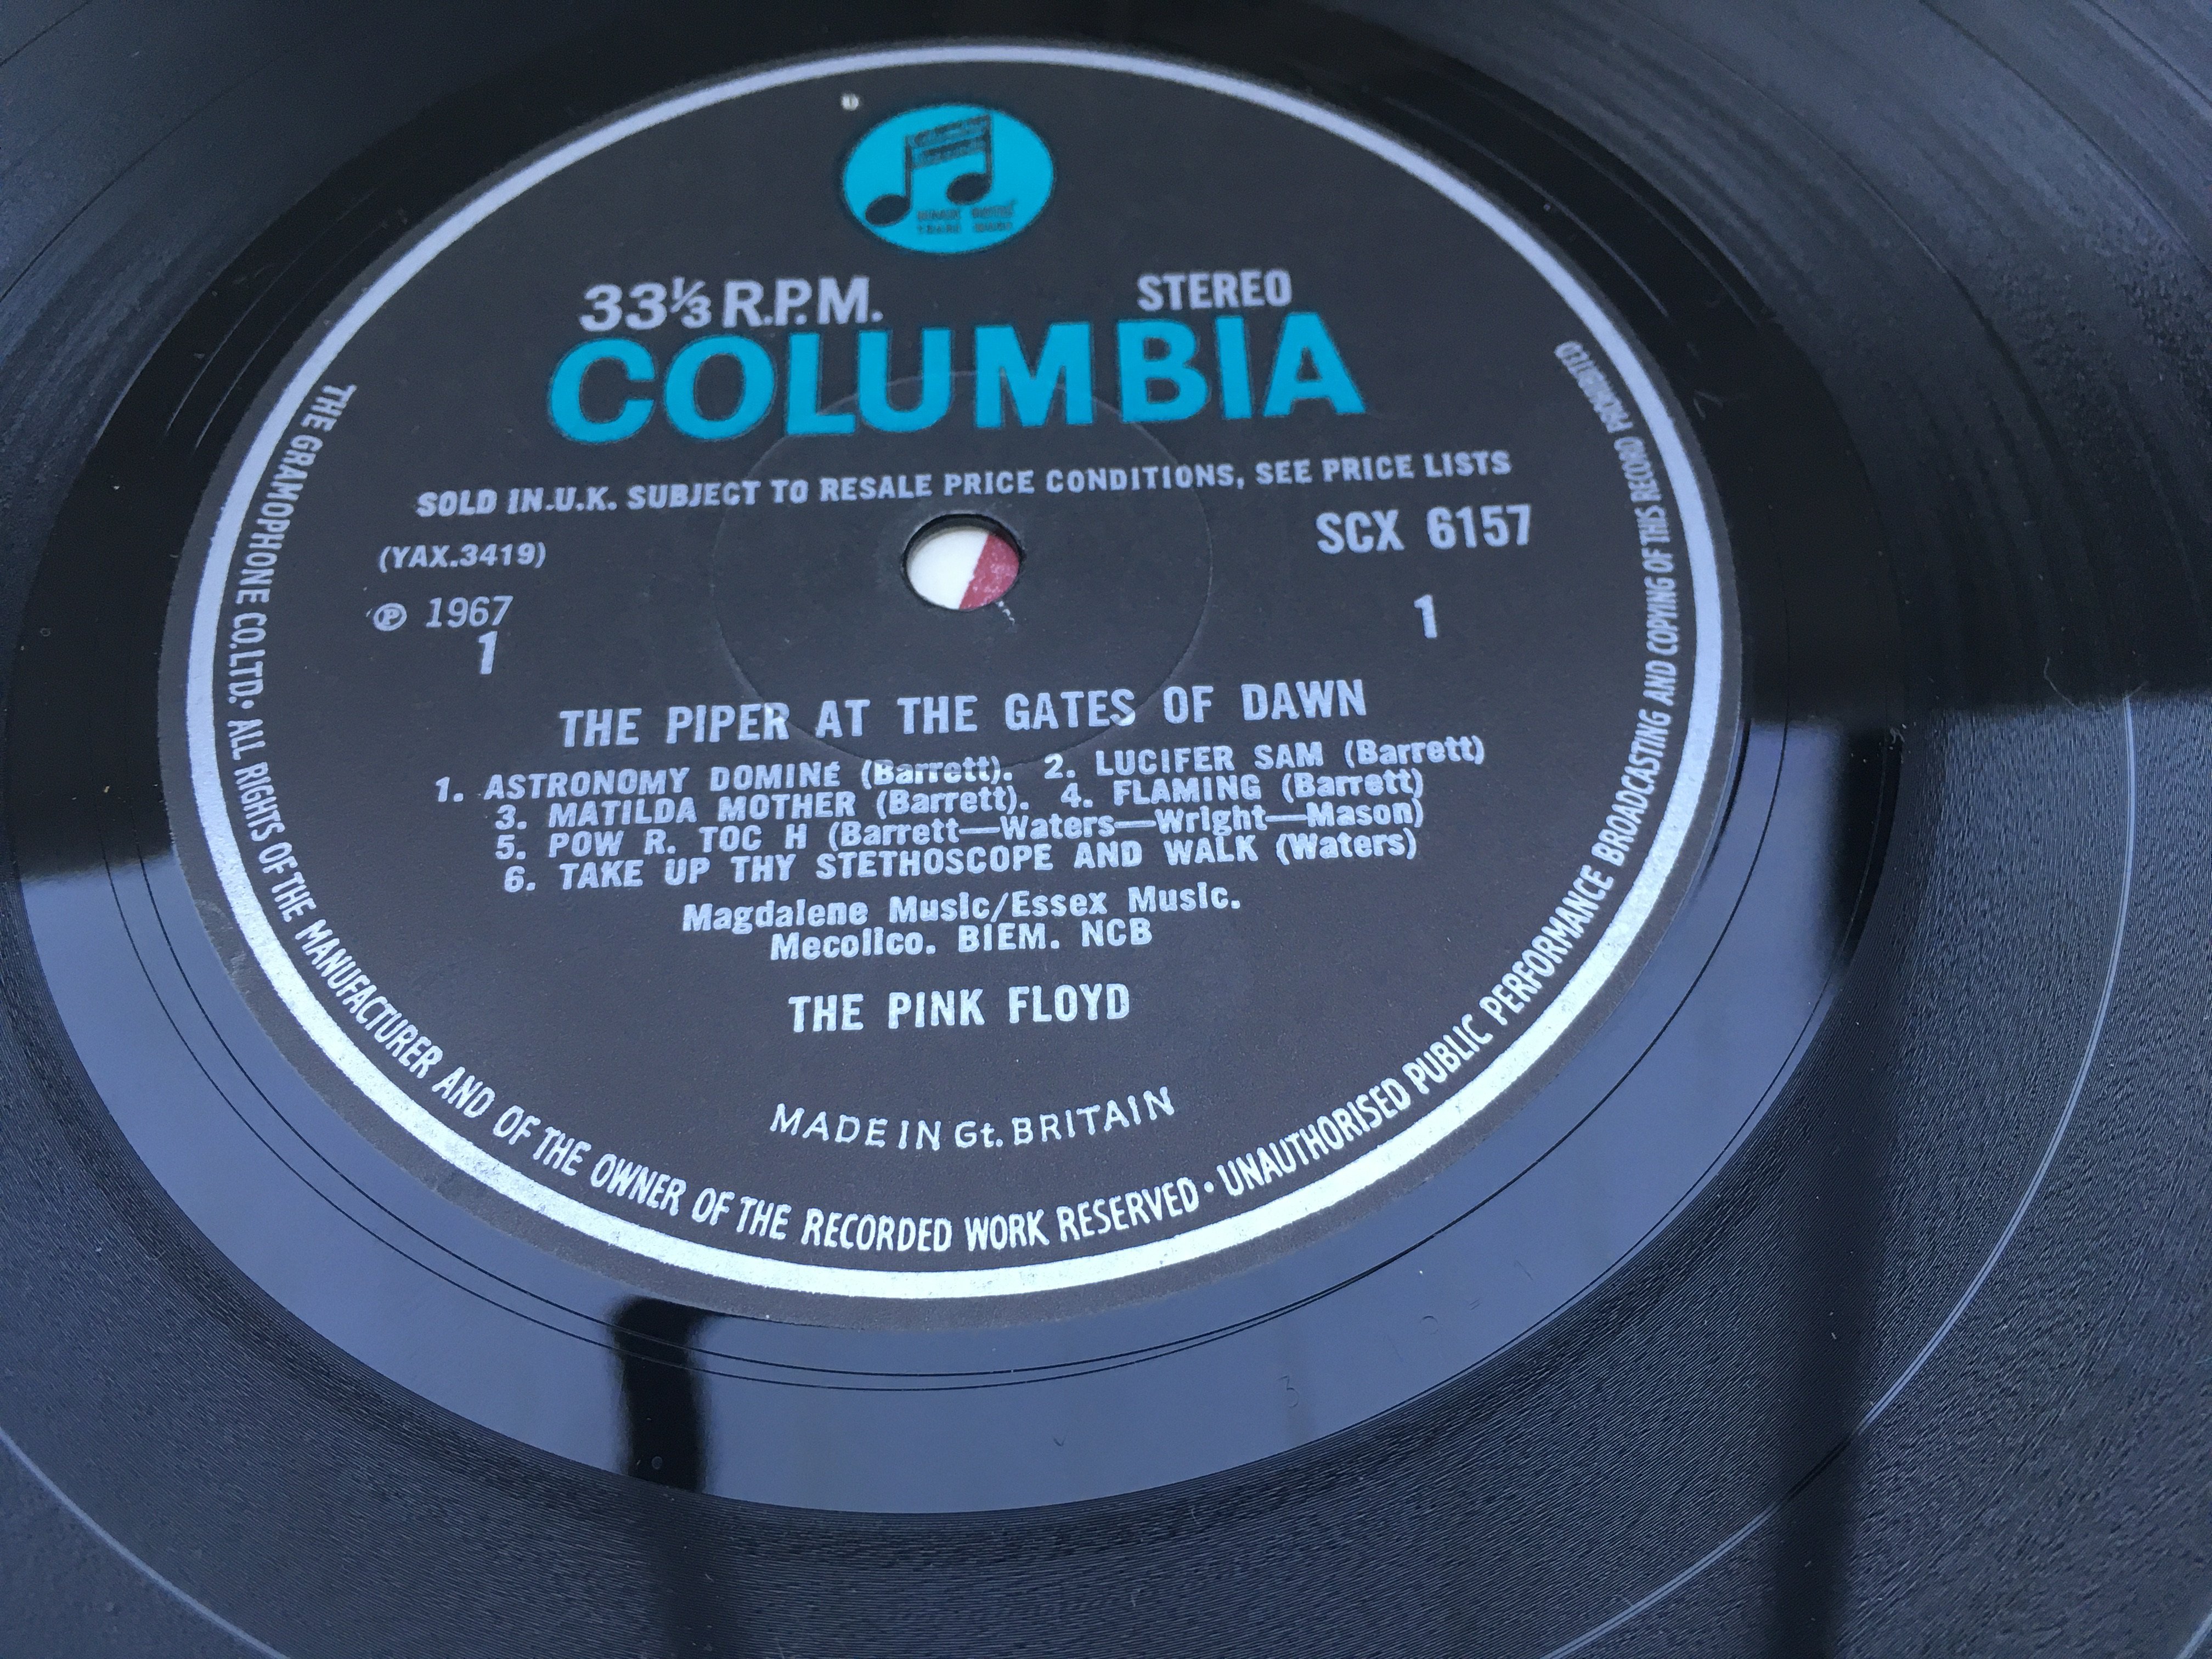 33⅓ R.P.M. STEREO
COLUMBIA
SOLD IN.U.K. SUBJECT TO RESALE PRICE CONDITIONS, SEE PRICE LISTS
(YAX.3419) SCX 6157
Ⓟ 1967
1 1
THE PIPER AT THE GATES OF DAWN
1. ASTRONOMY DOMINÉ (Barrett). 2. LUCIFER SAM (Barrett)
3. MATILDA MOTHER (Barrett). 4. FLAMING (Barrett)
5. POW R. TOC H (Barrett—Waters—Wright—Mason)
6. TAKE UP THY STETHOSCOPE AND WALK (Waters)
Magdalene Music/Essex Music.
Mecolico. BIEM. NCB
THE PINK FLOYD
MADE IN Gt. BRITAIN
THE GRAMOPHONE CO. LTD. • ALL RIGHTS OF THE MANUFACTURER AND OF THE OWNER OF THE RECORDED WORK RESERVED • UNAUTHORISED PUBLIC PERFORMANCE BROADCASTING AND COPYING OF THIS RECORD PROHIBITED